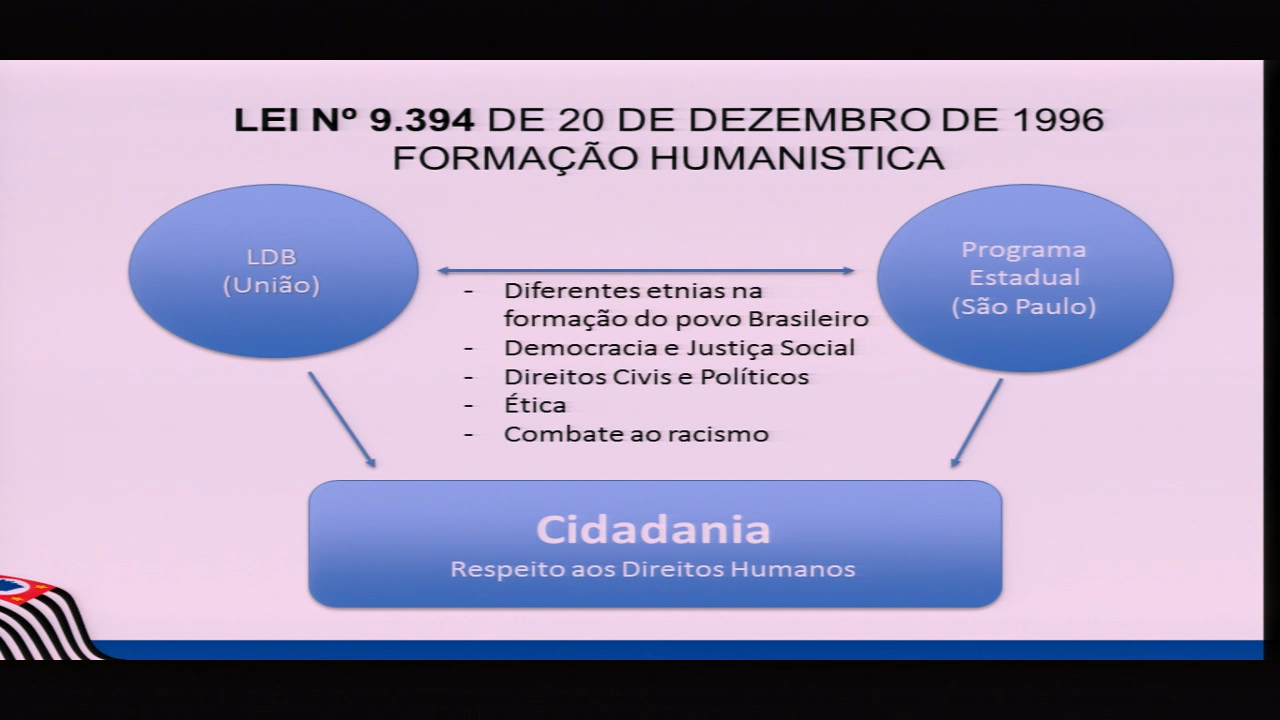 LEI Nº 9.394 DE 20 DE DEZEMBRO DE 1996
FORMAÇÃO HUMANISTICA
LDB
(União)
Programa
Estadual
(São Paulo)
- Diferentes etnias na
formação do povo Brasileiro
- Democracia e Justiça Social
- Direitos Civis e Políticos
- Ética
- Combate ao racismo
Cidadania
Respeito aos Direitos Humanos